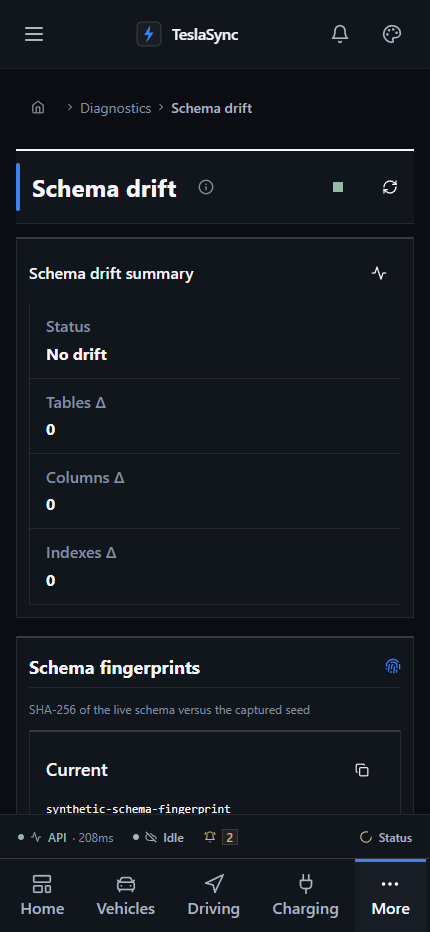 TeslaSync
Diagnostics
Schema drift
Schema drift
Schema drift summary
Status
No drift
Tables Δ
0
Columns Δ
0
Indexes Δ
0
Schema fingerprints
SHA-256 of the live schema versus the captured seed
Current
synthetic-schema-fingerprint
API · 208ms Idle 2 Status
Home Vehicles Driving Charging More